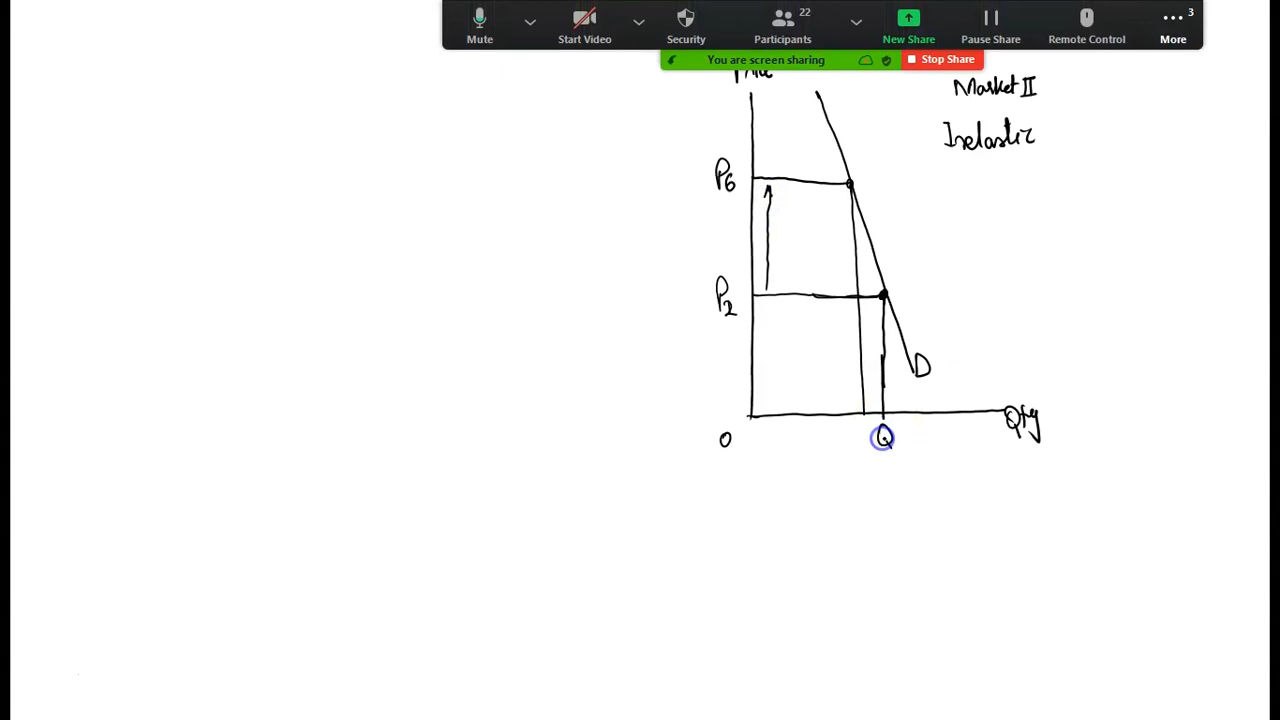 22
3
Mute
Start Video
Security
Participants
New Share
Pause Share
Remote Control
More
You are screen sharing
Stop Share
Price
Market II
Inelastic
P6
P2
D
Qty
O
Q